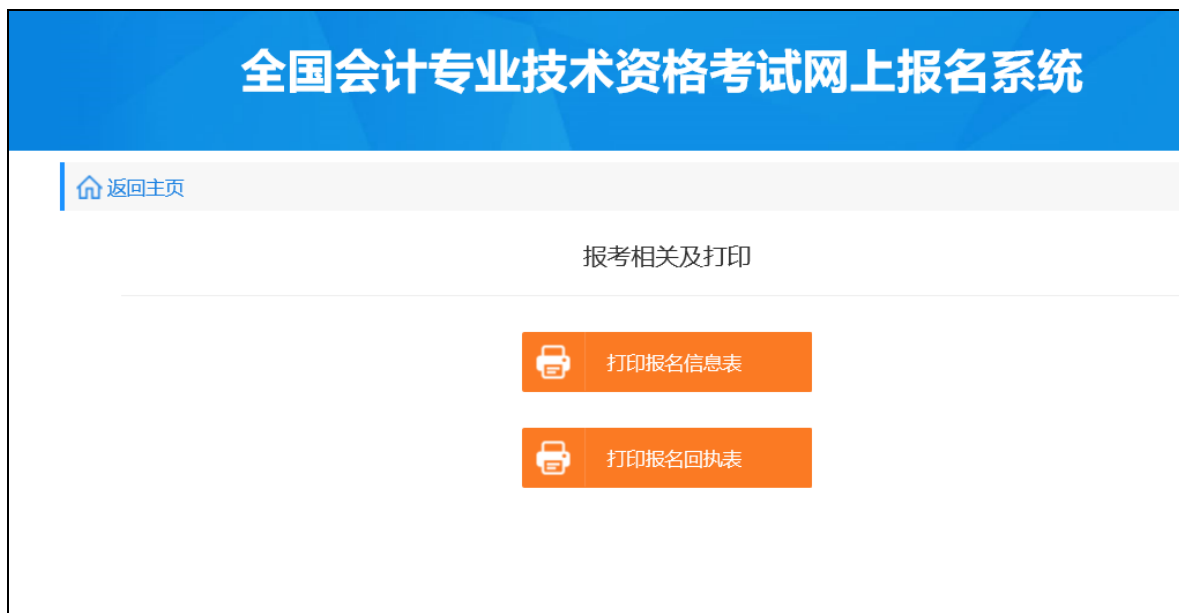 全国会计专业技术资格考试网上报名系统
返回主页
报考相关及打印
打印报名信息表
打印报名回执表